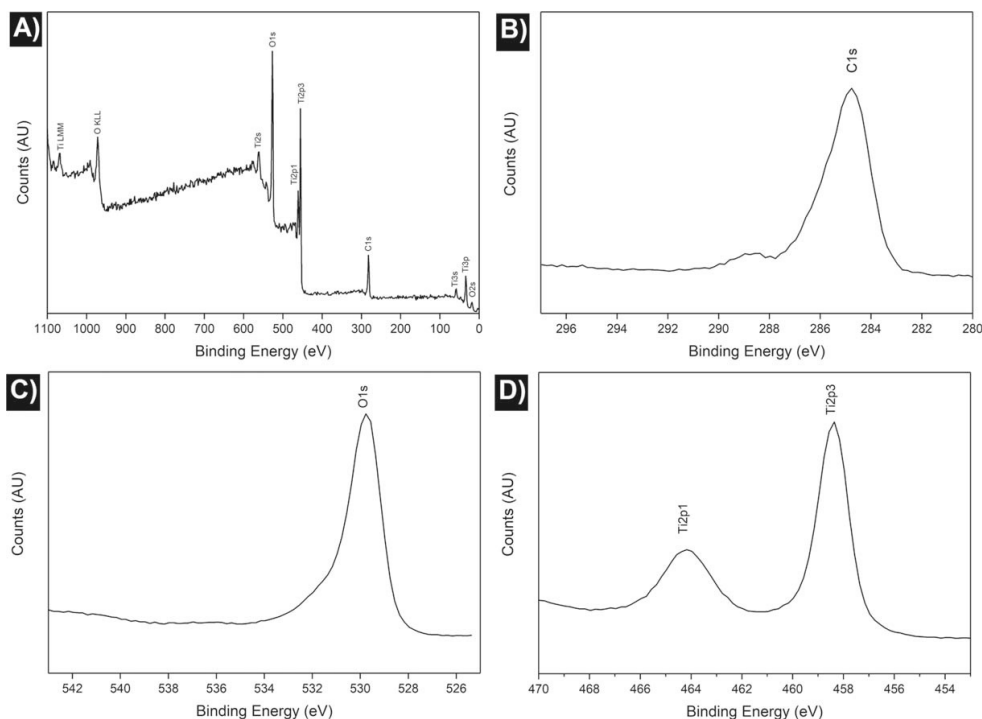 A)
Counts (AU)
Ti LMM
O KLL
Ti2s
O1s
Ti2p1
Ti2p3
C1s
Ti3s
Ti3p
O2s
1100 1000 900 800 700 600 500 400 300 200 100 0
Binding Energy (eV)
B)
Counts (AU)
C1s
296 294 292 290 288 286 284 282 280
Binding Energy (eV)
C)
Counts (AU)
O1s
542 540 538 536 534 532 530 528 526
Binding Energy (eV)
D)
Counts (AU)
Ti2p1
Ti2p3
470 468 466 464 462 460 458 456 454
Binding Energy (eV)